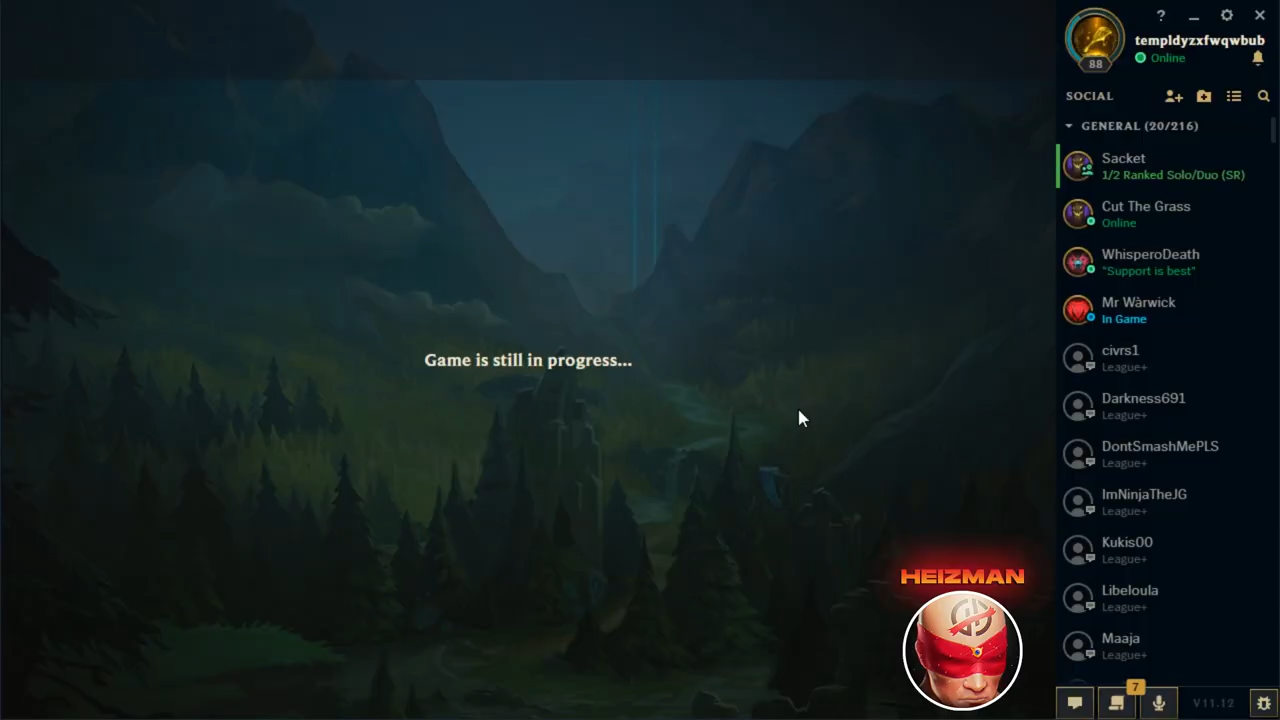 ?
templdyzxfwqwbub
88
Online
SOCIAL
GENERAL (20/216)
Sacket
1/2 Ranked Solo/Duo (SR)
Cut The Grass
Online
WhisperoDeath
"Support is best"
Mr Wàrwick
In Game
Game is still in progress...
civrs1
League+
Darkness691
League+
DontSmashMePLS
League+
ImNinjaTheJG
League+
Kukis00
League+
HEIZMAN
Libeloula
League+
Maaja
League+
7
V11.12